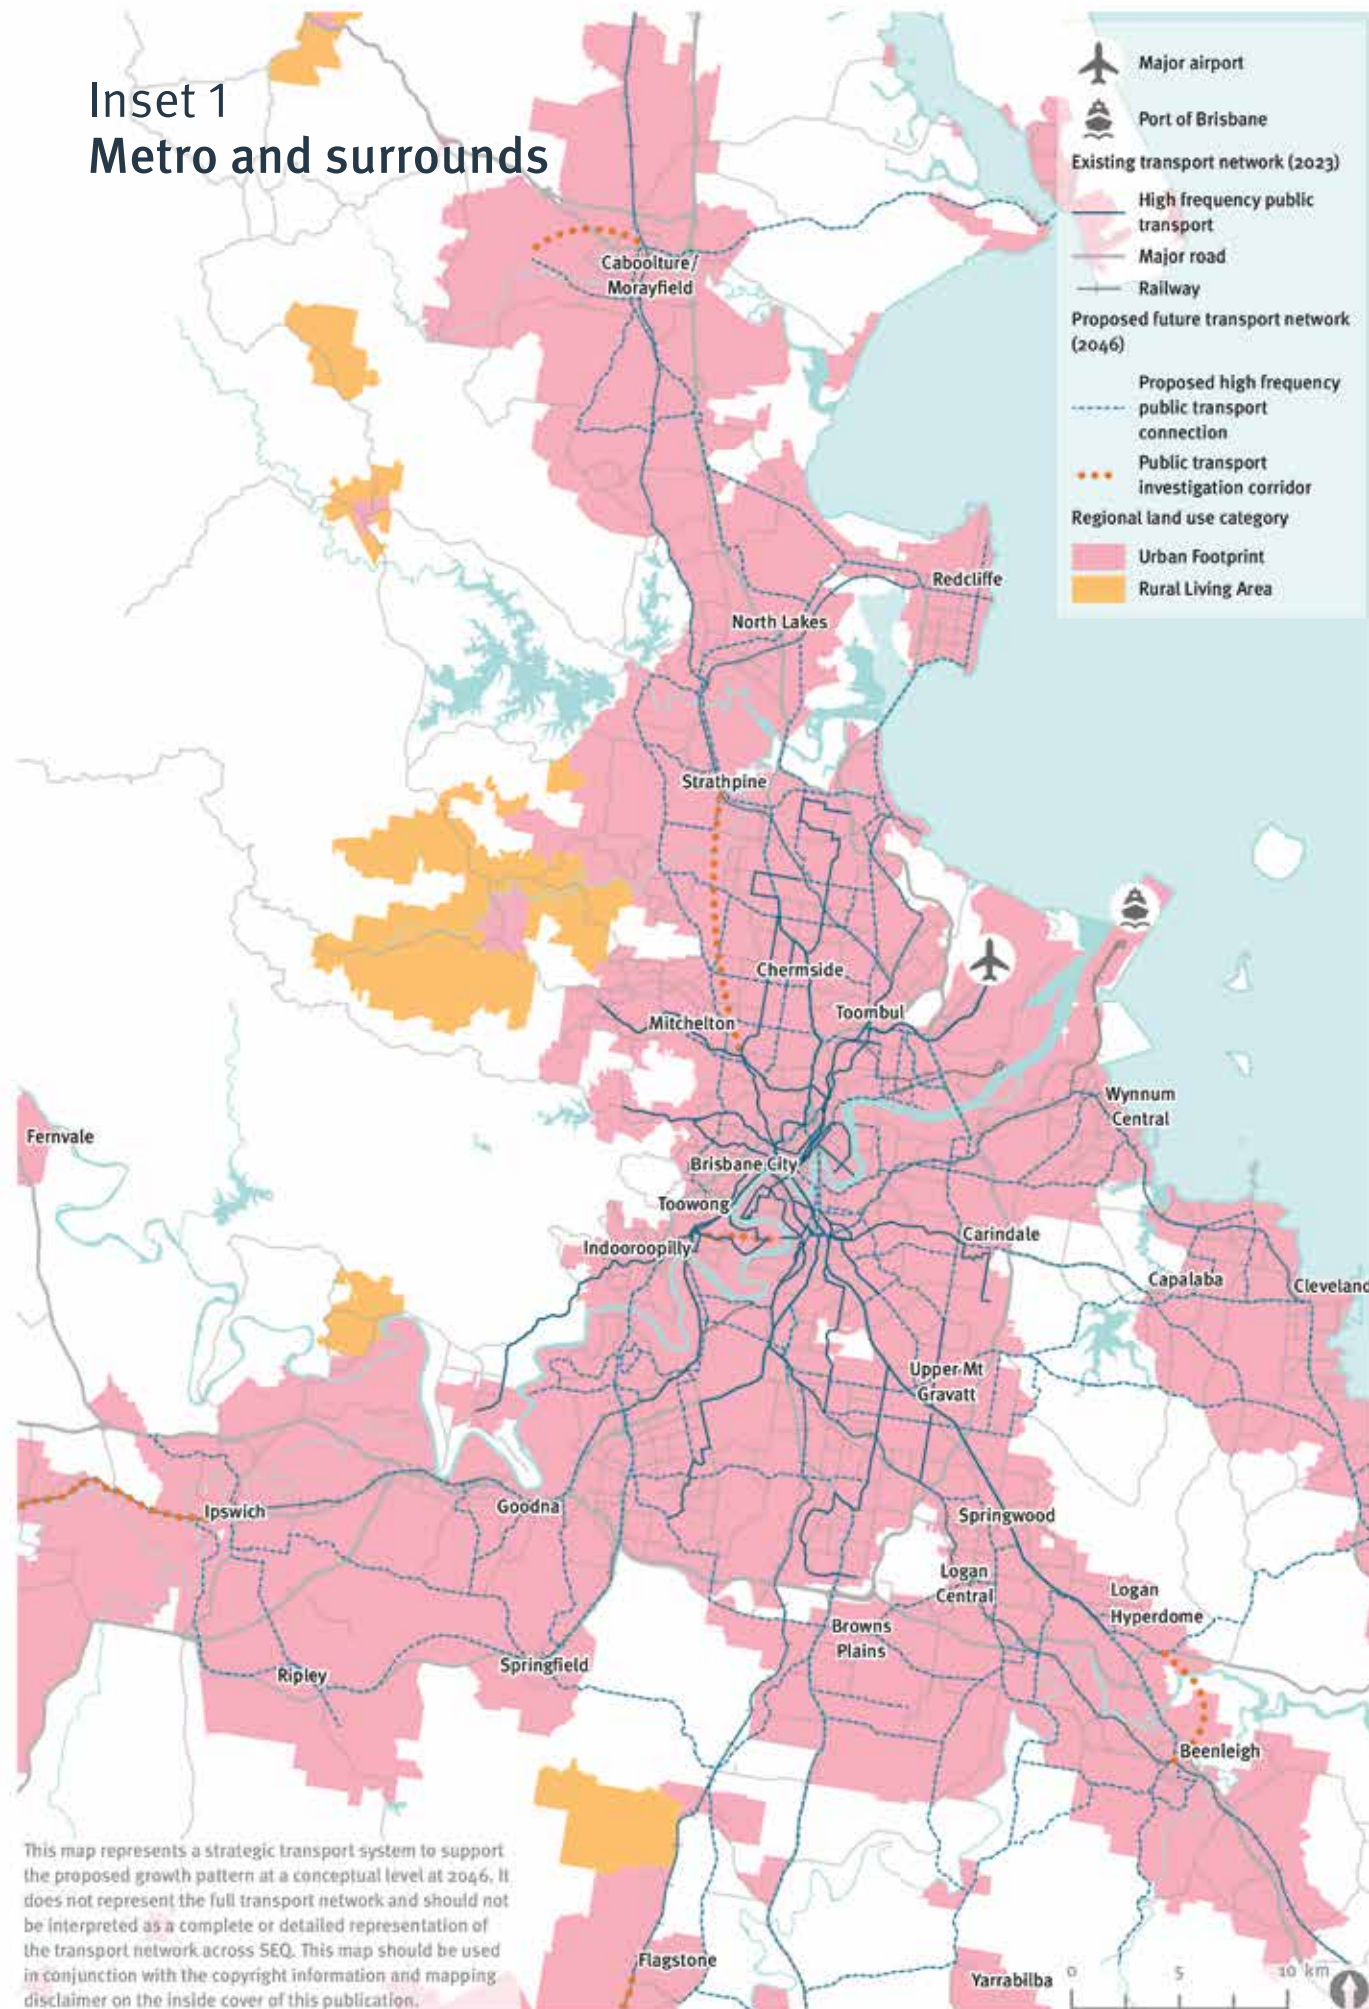 Inset 1
Metro and surrounds
Major airport
Port of Brisbane
Existing transport network (2023)
High frequency public
transport
Major road
Railway
Proposed future transport network
(2046)
Proposed high frequency
public transport
connection
Public transport
investigation corridor
Regional land use category
Urban Footprint
Rural Living Area
Caboolture/
Morayfield
Redcliffe
North Lakes
Strathpine
Chermside
Toombul
Mitchelton
Wynnum
Central
Fernvale
Brisbane City
Toowong
Carindale
Indooroopilly
Capalaba
Cleveland
Upper Mt
Gravatt
Ipswich
Goodna
Springwood
Logan
Central
Logan
Hyperdome
Browns
Plains
Ripley
Springfield
Beenleigh
This map represents a strategic transport system to support
the proposed growth pattern at a conceptual level at 2046. It
does not represent the full transport network and should not
be interpreted as a complete or detailed representation of
the transport network across SEQ. This map should be used
in conjunction with the copyright information and mapping
disclaimer on the inside cover of this publication.
Flagstone
Yarrabilba
0 5 10 km